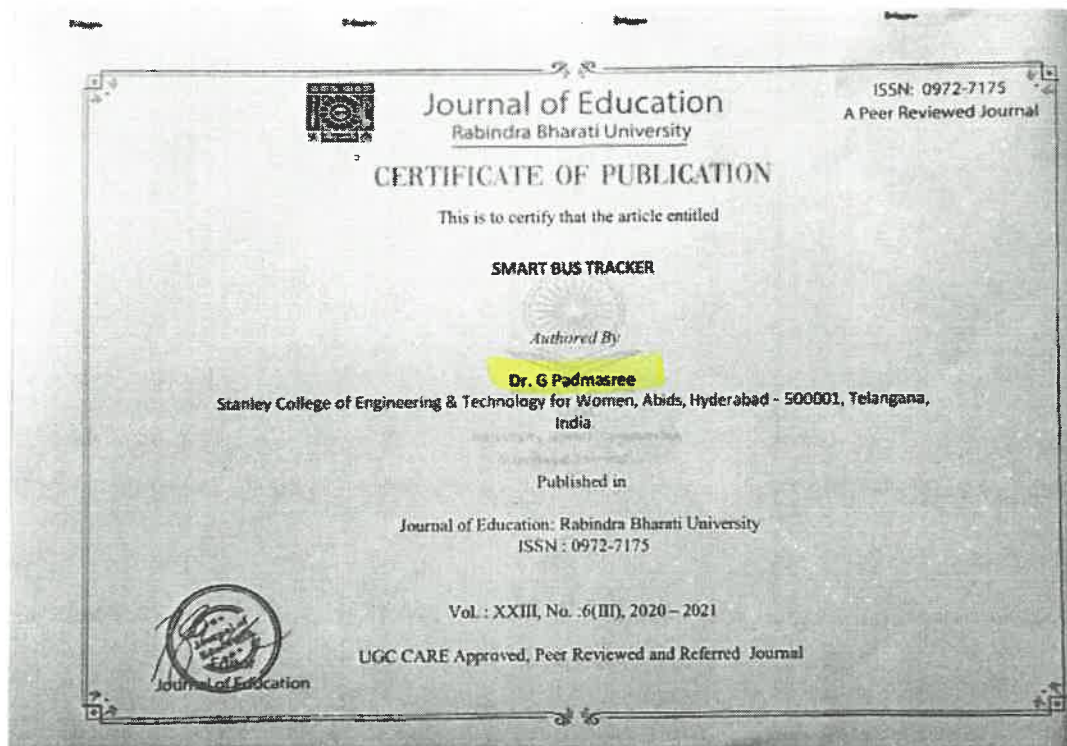 Journal of Education
Rabindra Bharati University
ISSN: 0972-7175
A Peer Reviewed Journal
CERTIFICATE OF PUBLICATION
This is to certify that the article entitled
SMART BUS TRACKER
Authored By
Dr. G Padmasree
Stanley College of Engineering & Technology for Women, Abids, Hyderabad - 500001, Telangana,
India
Published in
Journal of Education: Rabindra Bharati University
ISSN : 0972-7175
Vol. : XXIII, No. :6(III), 2020 – 2021
UGC CARE Approved, Peer Reviewed and Referred Journal
Journal of Education